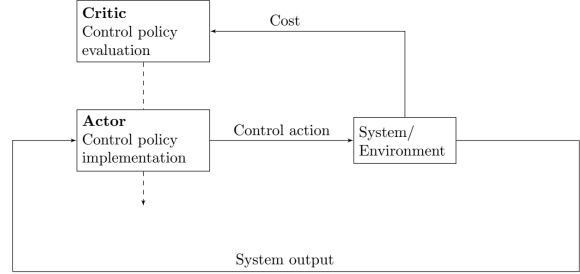 Critic
Control policy
evaluation
Cost
Actor
Control policy
implementation
Control action
System/
Environment
System output